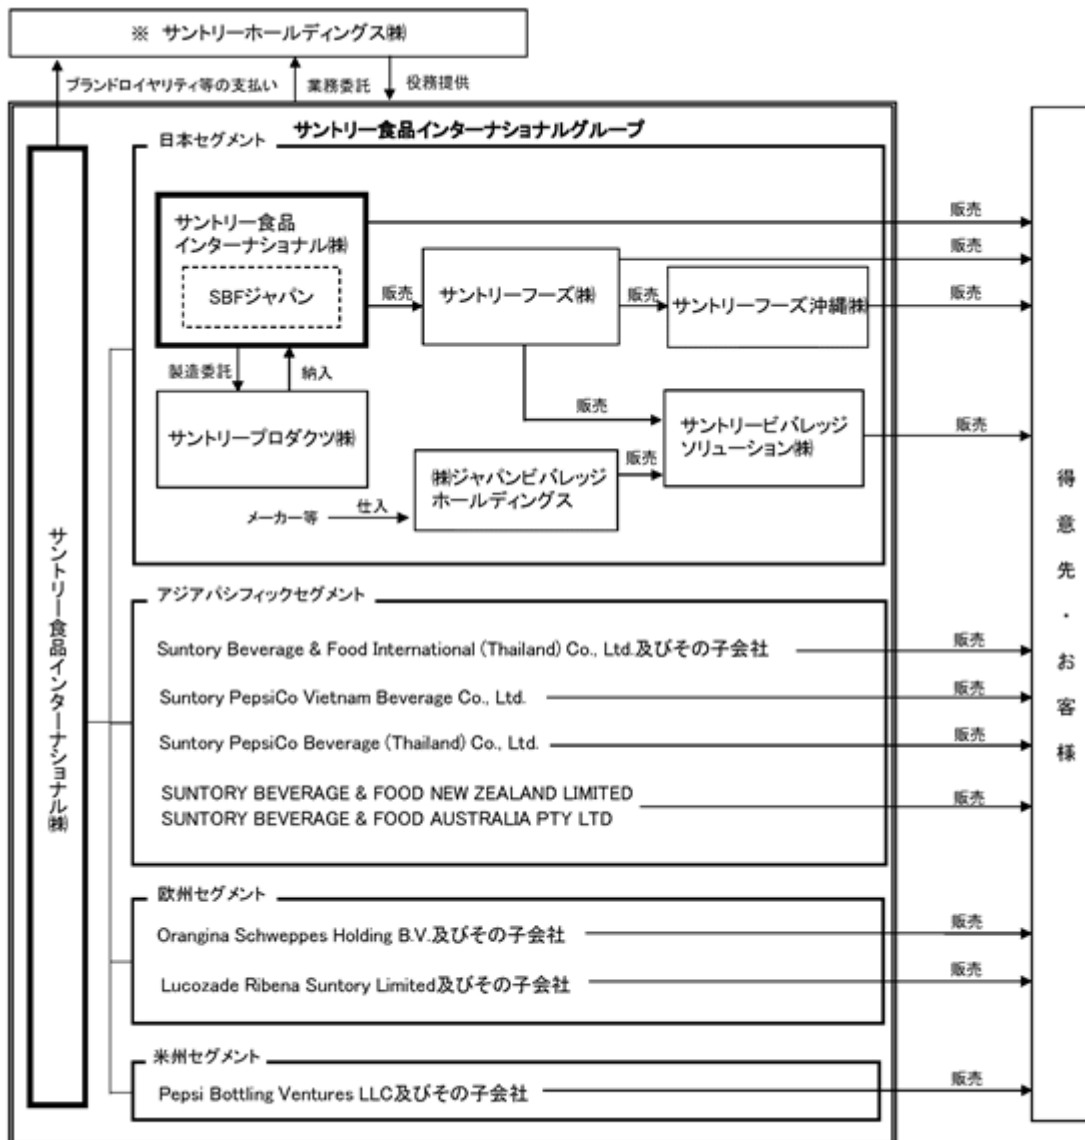 ※ サントリーホールディングス㈱
ブランドロイヤリティ等の支払い
業務委託
役務提供
サントリー食品インターナショナルグループ
日本セグメント
サントリー食品
インターナショナル㈱
SBFジャパン
販売
サントリーフーズ㈱
販売
サントリーフーズ沖縄㈱
販売
販売
販売
製造委託
納入
サントリープロダクツ㈱
販売
サントリービバレッジ
ソリューション㈱
販売
㈱ジャパンビバレッジ
ホールディングス
販売
メーカー等
仕入
サントリー食品インターナショナル㈱
得意先・お客様
アジアパシフィックセグメント
Suntory Beverage & Food International (Thailand) Co., Ltd.及びその子会社
販売
Suntory PepsiCo Vietnam Beverage Co., Ltd.
販売
Suntory PepsiCo Beverage (Thailand) Co., Ltd.
販売
SUNTORY BEVERAGE & FOOD NEW ZEALAND LIMITED
SUNTORY BEVERAGE & FOOD AUSTRALIA PTY LTD
販売
欧州セグメント
Orangina Schweppes Holding B.V.及びその子会社
販売
Lucozade Ribena Suntory Limited及びその子会社
販売
米州セグメント
Pepsi Bottling Ventures LLC及びその子会社
販売